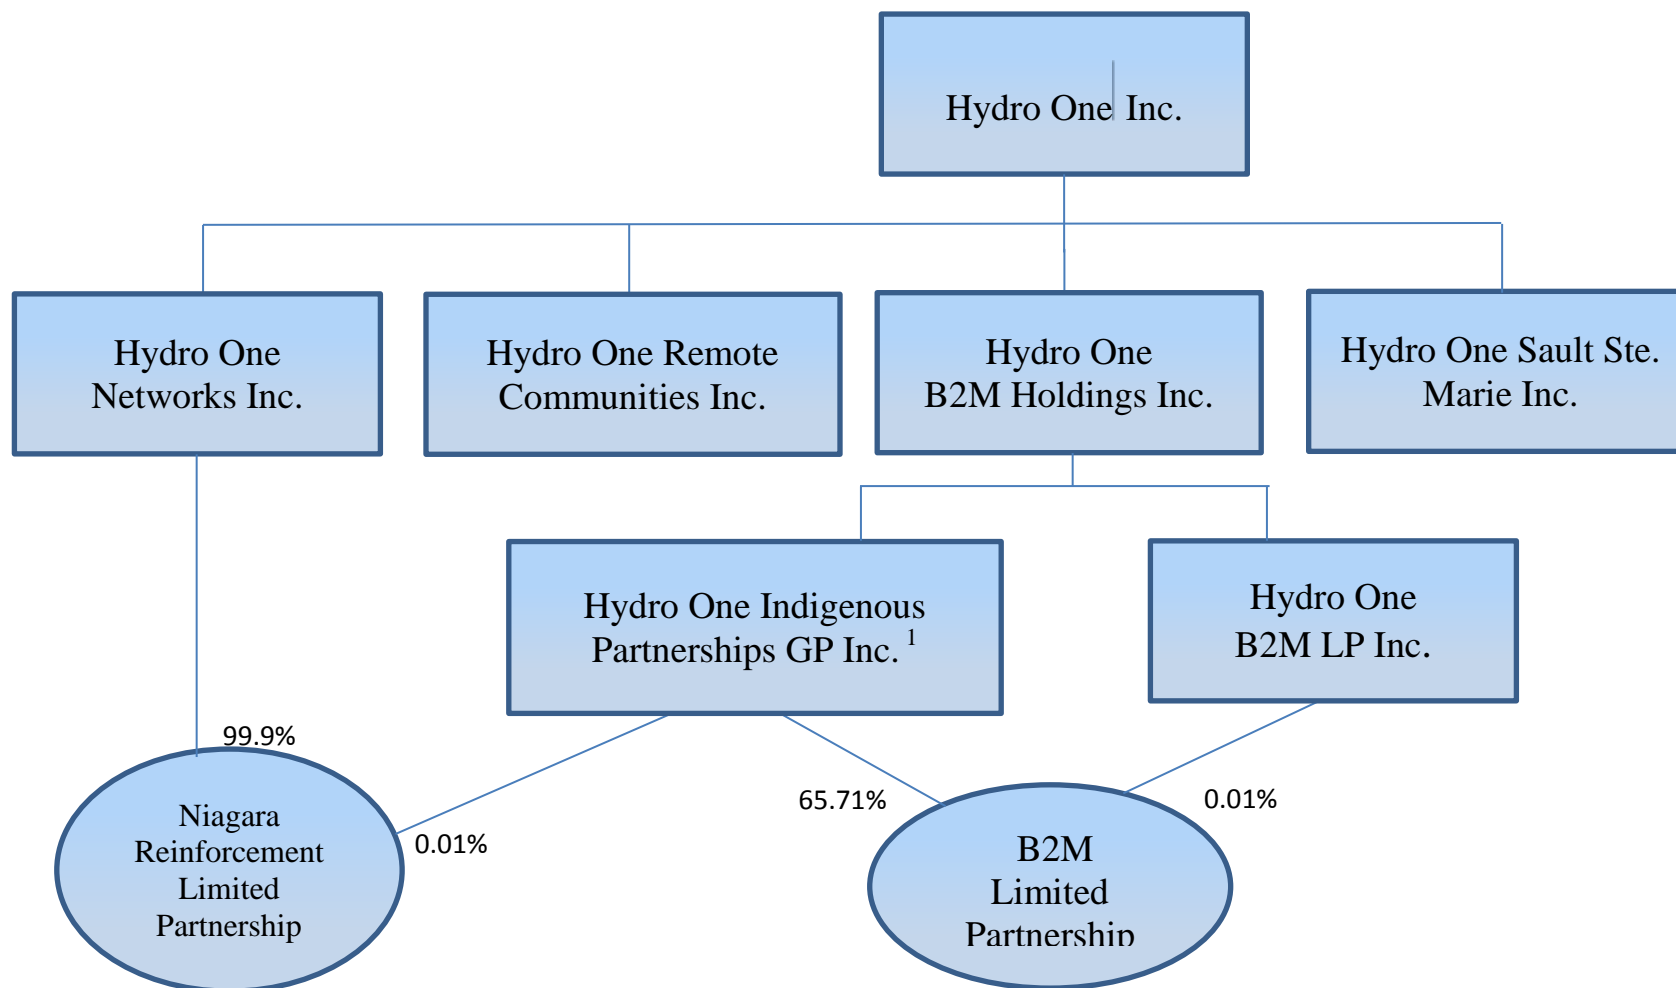 Hydro One Inc.
Hydro One
Networks Inc.
Hydro One Remote
Communities Inc.
Hydro One
B2M Holdings Inc.
Hydro One Sault Ste.
Marie Inc.
Hydro One Indigenous
Partnerships GP Inc. 1
Hydro One
B2M LP Inc.
99.9%
0.01%
65.71%
0.01%
Niagara
Reinforcement
Limited
Partnership
B2M
Limited
Partnership